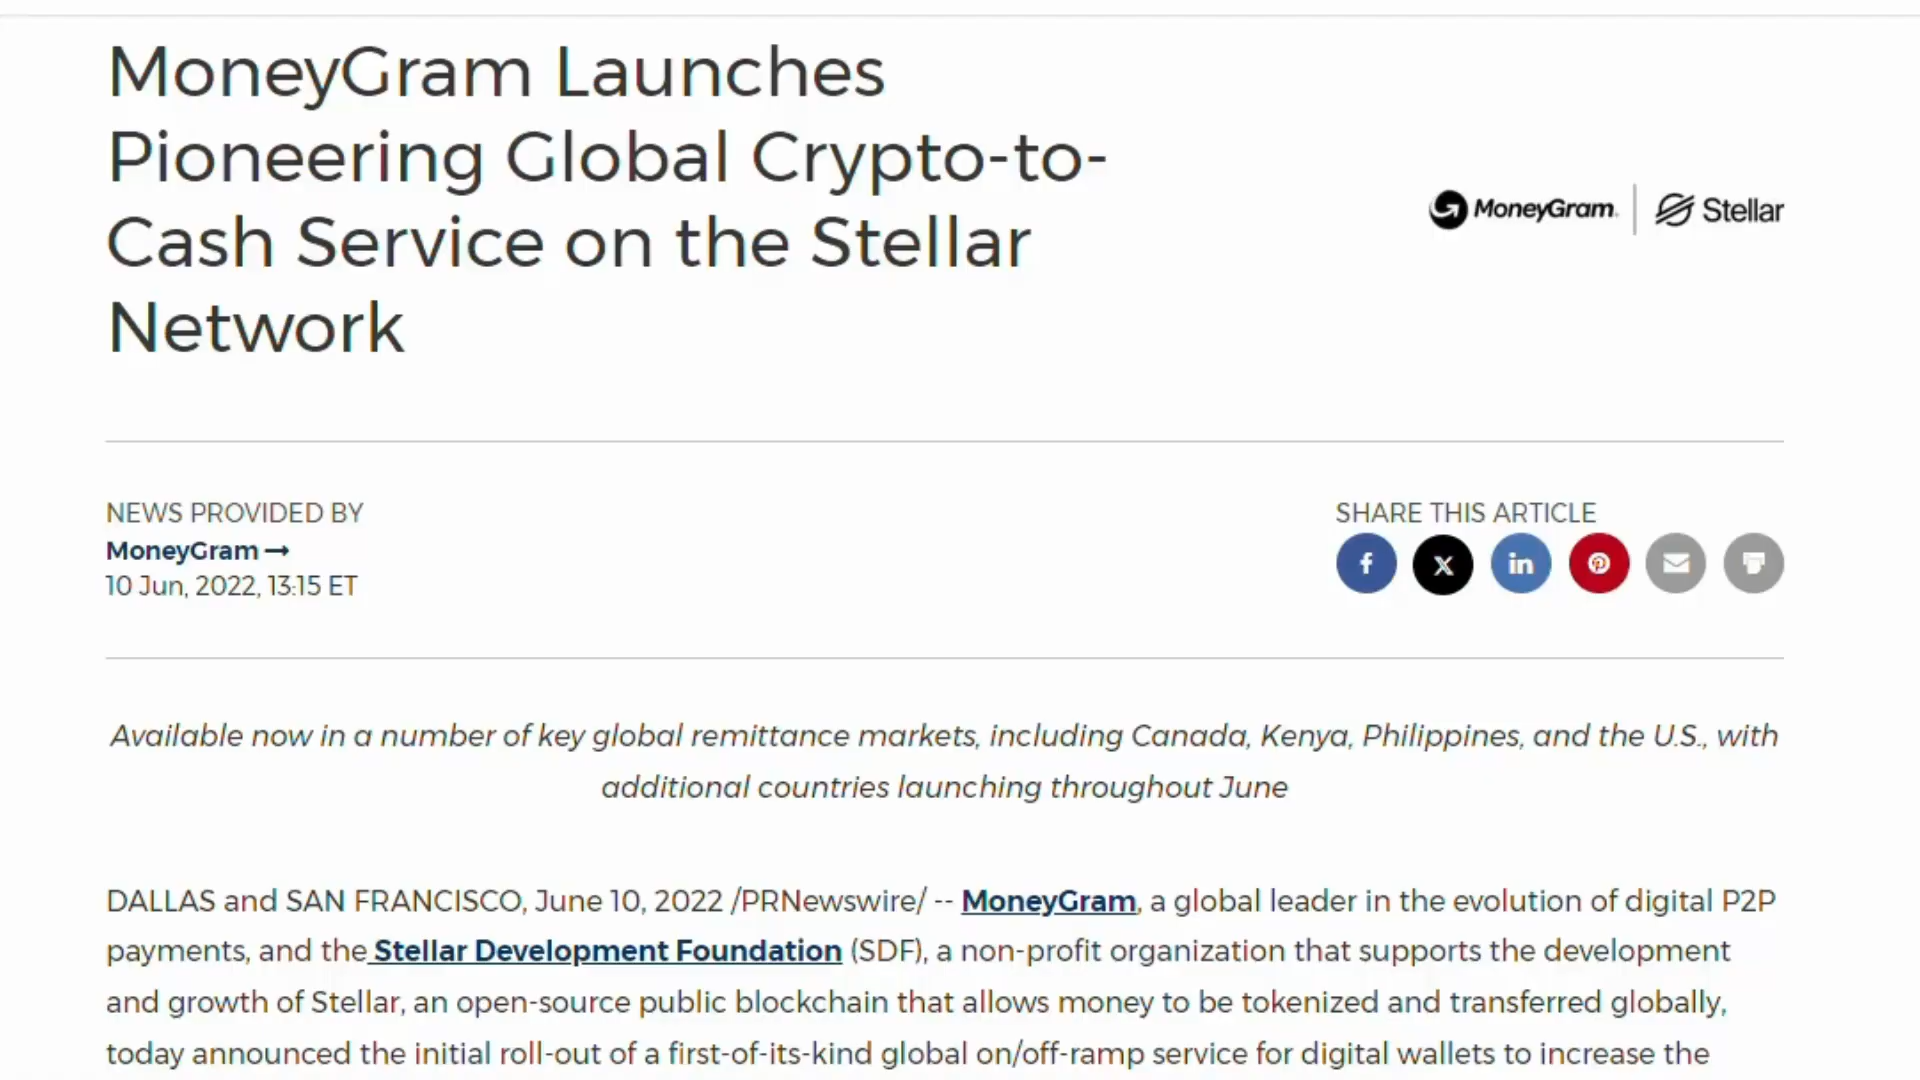 MoneyGram Launches
Pioneering Global Crypto-to-
Cash Service on the Stellar
Network
MoneyGram. | Stellar
NEWS PROVIDED BY
MoneyGram →
10 Jun, 2022, 13:15 ET
SHARE THIS ARTICLE
Available now in a number of key global remittance markets, including Canada, Kenya, Philippines, and the U.S., with
additional countries launching throughout June
DALLAS and SAN FRANCISCO, June 10, 2022 /PRNewswire/ -- MoneyGram, a global leader in the evolution of digital P2P
payments, and the Stellar Development Foundation (SDF), a non-profit organization that supports the development
and growth of Stellar, an open-source public blockchain that allows money to be tokenized and transferred globally,
today announced the initial roll-out of a first-of-its-kind global on/off-ramp service for digital wallets to increase the